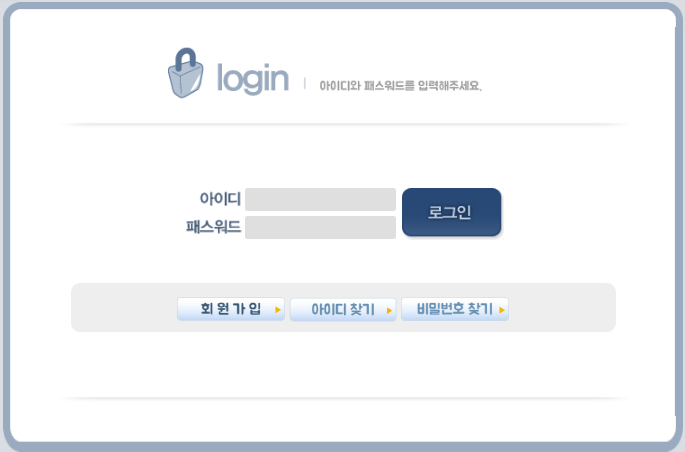 login | 아이디와 패스워드를 입력해주세요.
아이디
패스워드
로그인
회 원 가 입
아이디 찾기
비밀번호 찾기